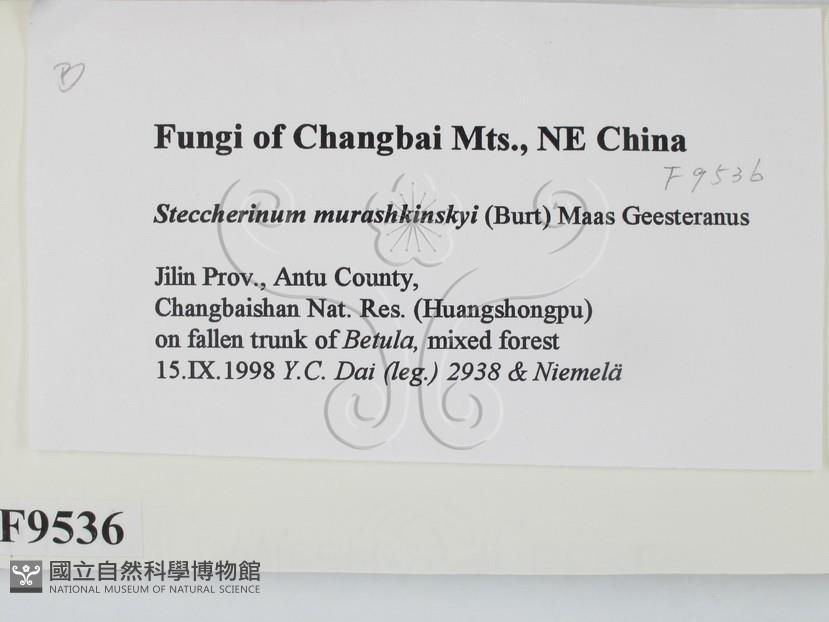 Fungi of Changbai Mts., NE China
F9536
Steccherinum murashkinskyi (Burt) Maas Geesteranus
Jilin Prov., Antu County,
Changbaishan Nat. Res. (Huangshongpu)
on fallen trunk of Betula, mixed forest
15.IX.1998 Y.C. Dai (leg.) 2938 & Niemelä
F9536
國立自然科學博物館
NATIONAL MUSEUM OF NATURAL SCIENCE